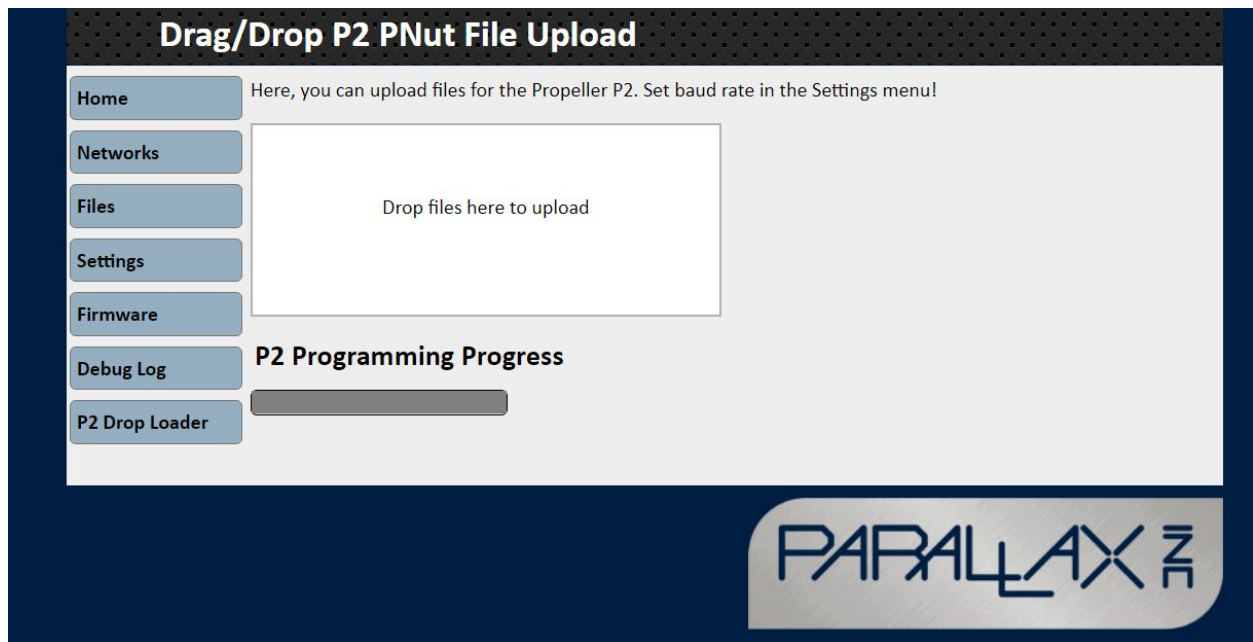 Drag/Drop P2 PNut File Upload
Home
Networks
Files
Settings
Firmware
Debug Log
P2 Drop Loader
Here, you can upload files for the Propeller P2. Set baud rate in the Settings menu!
Drop files here to upload
P2 Programming Progress
PARALLAX INC